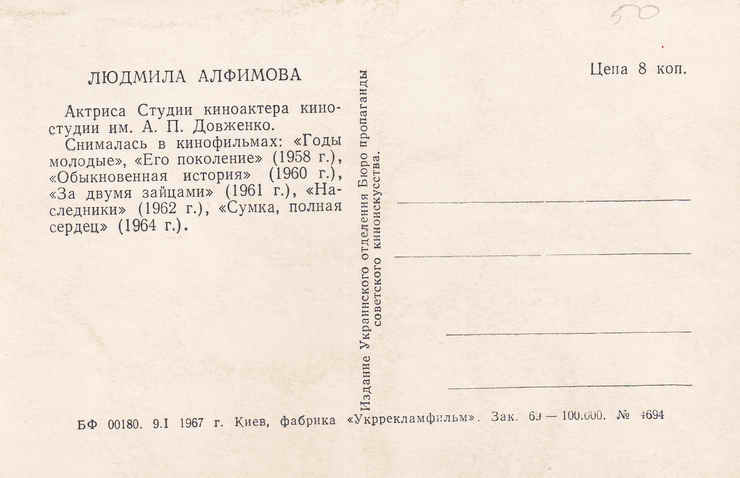 50
Цена 8 коп.
ЛЮДМИЛА АЛФИМОВА
Актриса Студии киноактера кино-
студии им. А. П. Довженко.
Снималась в кинофильмах: «Годы
молодые», «Его поколение» (1958 г.),
«Обыкновенная история» (1960 г.),
«За двумя зайцами» (1961 г.), «На-
следники» (1962 г.), «Сумка, полная
сердец» (1964 г.).
Издание Украинского отделения Бюро пропаганды
советского киноискусства.
БФ 00180. 9.I 1967 г. Киев, фабрика «Укррекламфильм». Зак. — 100.000. № 4694